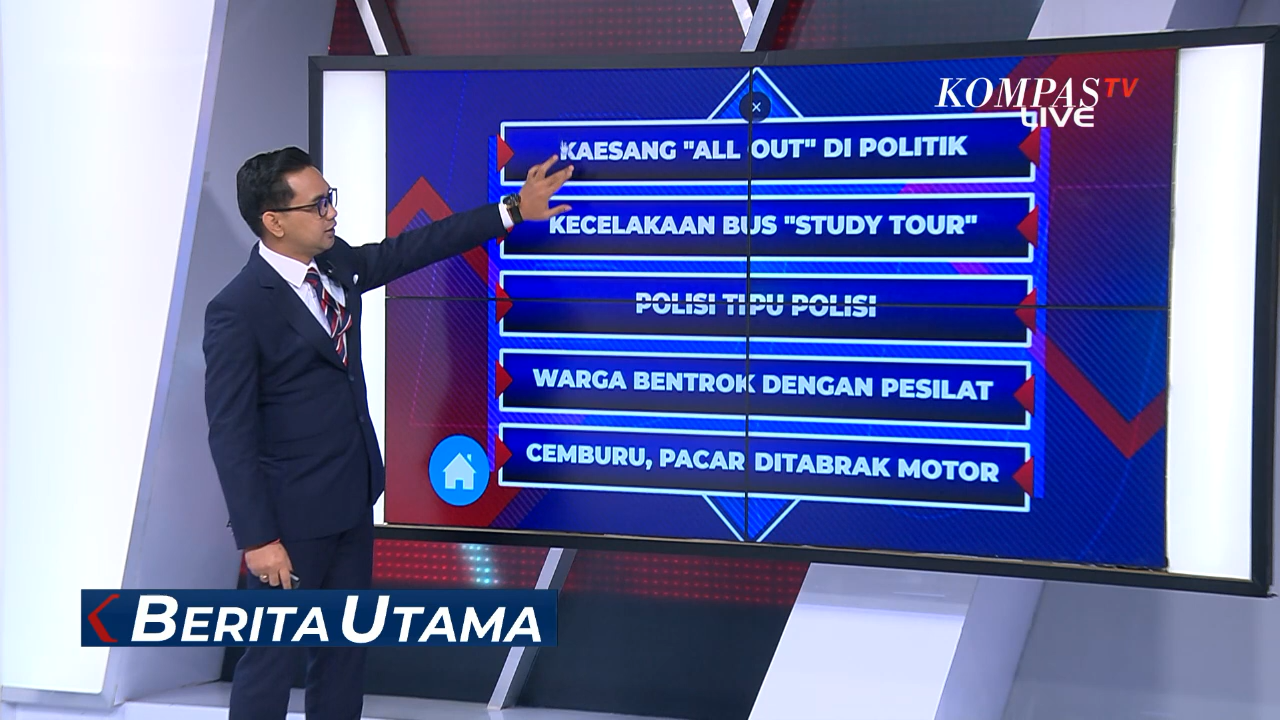 KOMPAS TV
LIVE
KAESANG "ALL OUT" DI POLITIK
KECELAKAAN BUS "STUDY TOUR"
POLISI TIPU POLISI
WARGA BENTROK DENGAN PESILAT
CEMBURU, PACAR DITABRAK MOTOR
BERITA UTAMA